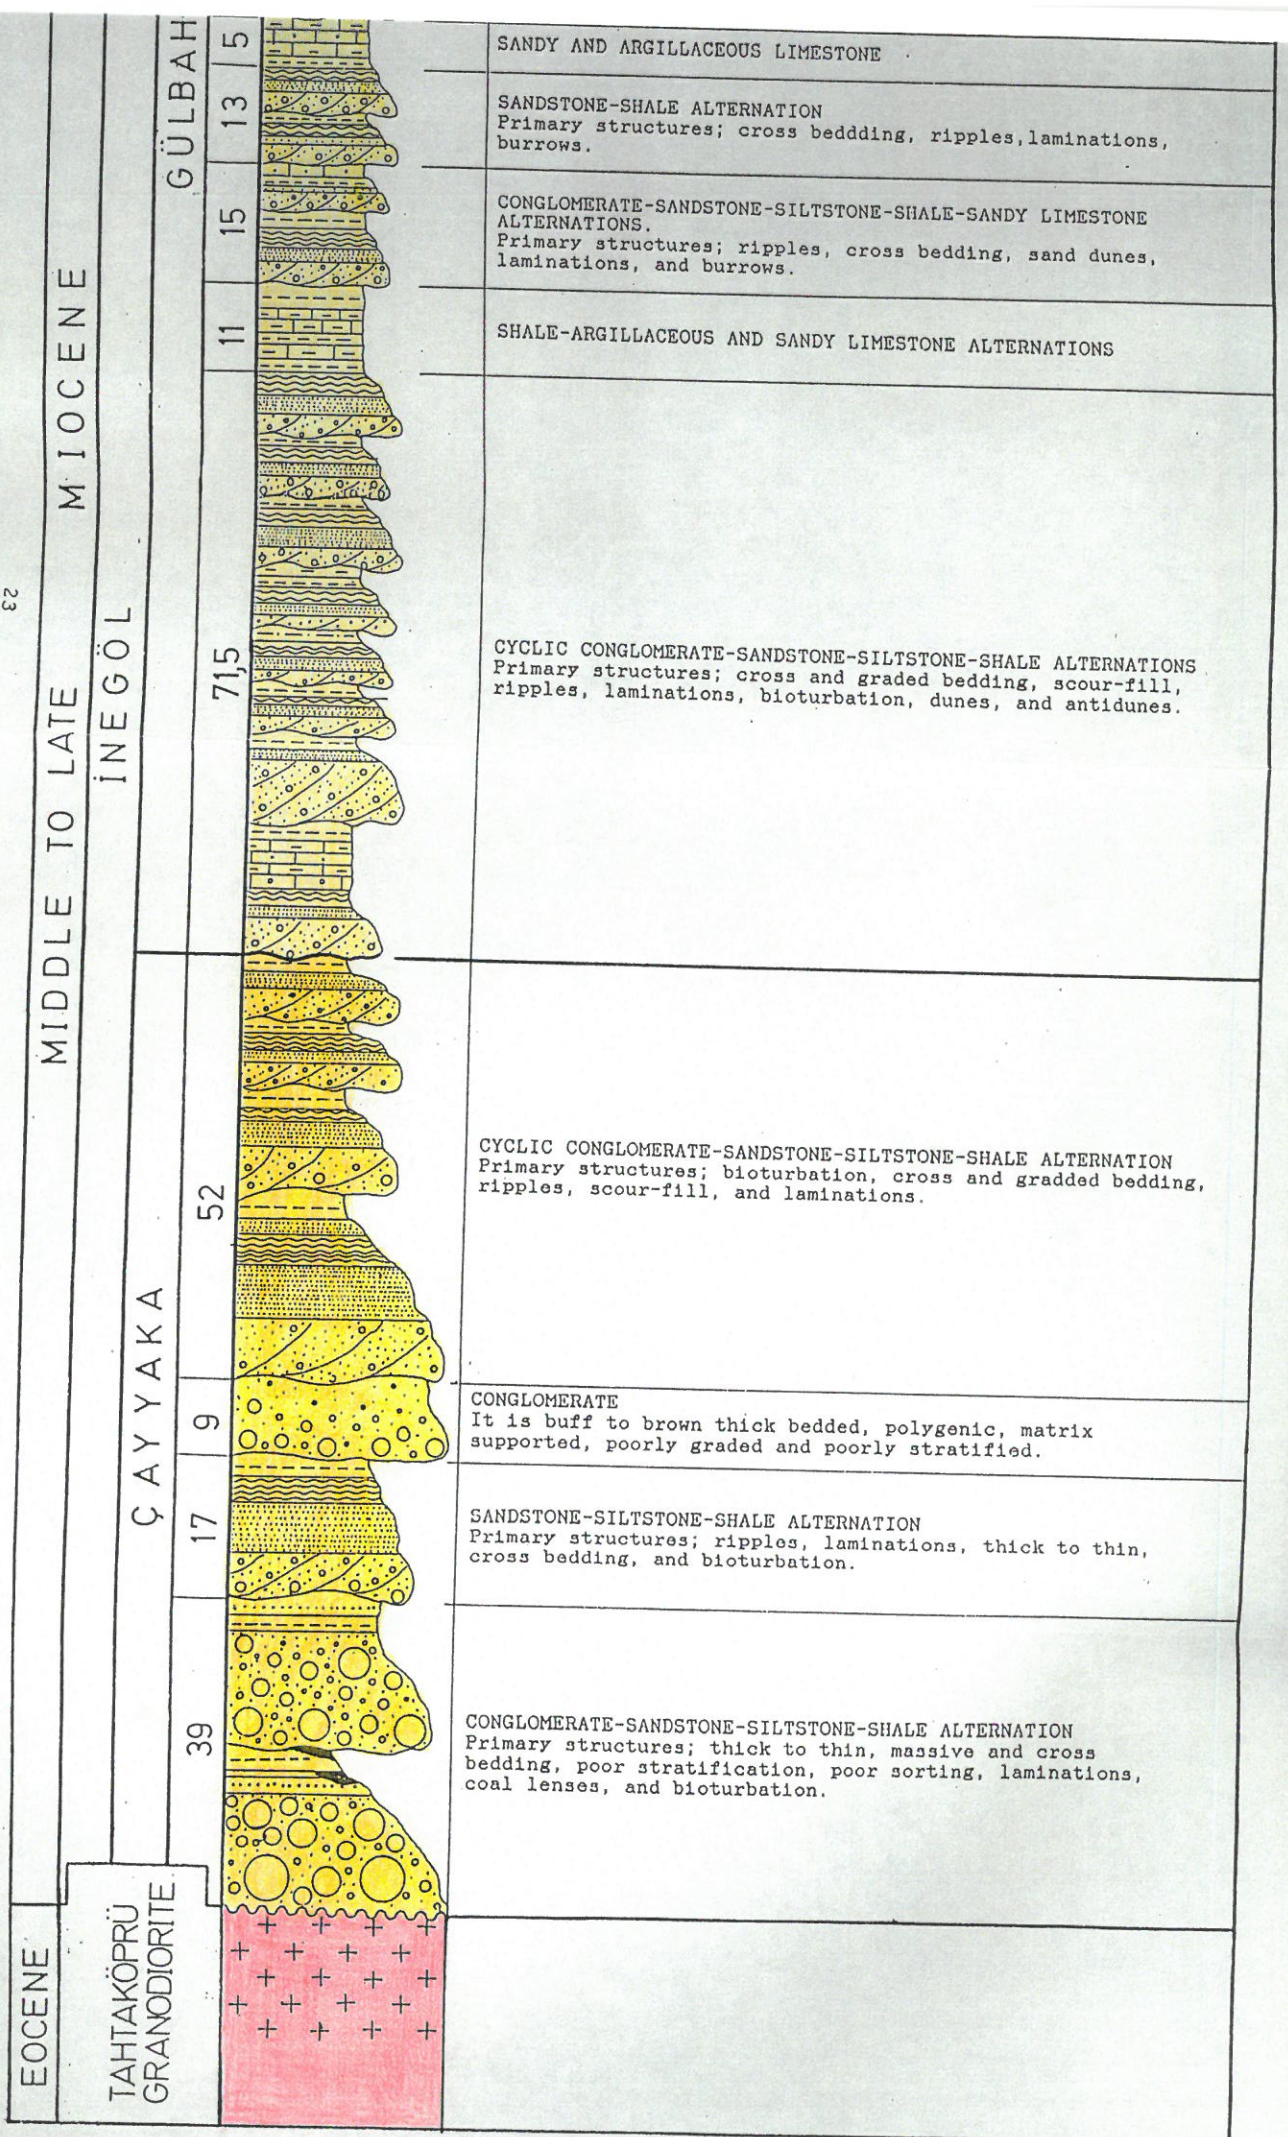 GÜLBAH
5
SANDY AND ARGILLACEOUS LIMESTONE
13
SANDSTONE-SHALE ALTERNATION
Primary structures; cross beddding, ripples, laminations,
burrows.
15
CONGLOMERATE-SANDSTONE-SILTSTONE-SHALE-SANDY LIMESTONE
ALTERNATIONS.
Primary structures; ripples, cross bedding, sand dunes,
laminations, and burrows.
11
SHALE-ARGILLACEOUS AND SANDY LIMESTONE ALTERNATIONS
MIDDLE TO LATE MIOCENE
İNEGÖL
23
71,5
CYCLIC CONGLOMERATE-SANDSTONE-SILTSTONE-SHALE ALTERNATIONS
Primary structures; cross and graded bedding, scour-fill,
ripples, laminations, bioturbation, dunes, and antidunes.
ÇAYYAKA
52
CYCLIC CONGLOMERATE-SANDSTONE-SILTSTONE-SHALE ALTERNATION
Primary structures; bioturbation, cross and gradded bedding,
ripples, scour-fill, and laminations.
9
CONGLOMERATE
It is buff to brown thick bedded, polygenic, matrix
supported, poorly graded and poorly stratified.
17
SANDSTONE-SILTSTONE-SHALE ALTERNATION
Primary structures; ripples, laminations, thick to thin,
cross bedding, and bioturbation.
39
CONGLOMERATE-SANDSTONE-SILTSTONE-SHALE ALTERNATION
Primary structures; thick to thin, massive and cross
bedding, poor stratification, poor sorting, laminations,
coal lenses, and bioturbation.
EOCENE
TAHTAKÖPRÜ
GRANODIORITE